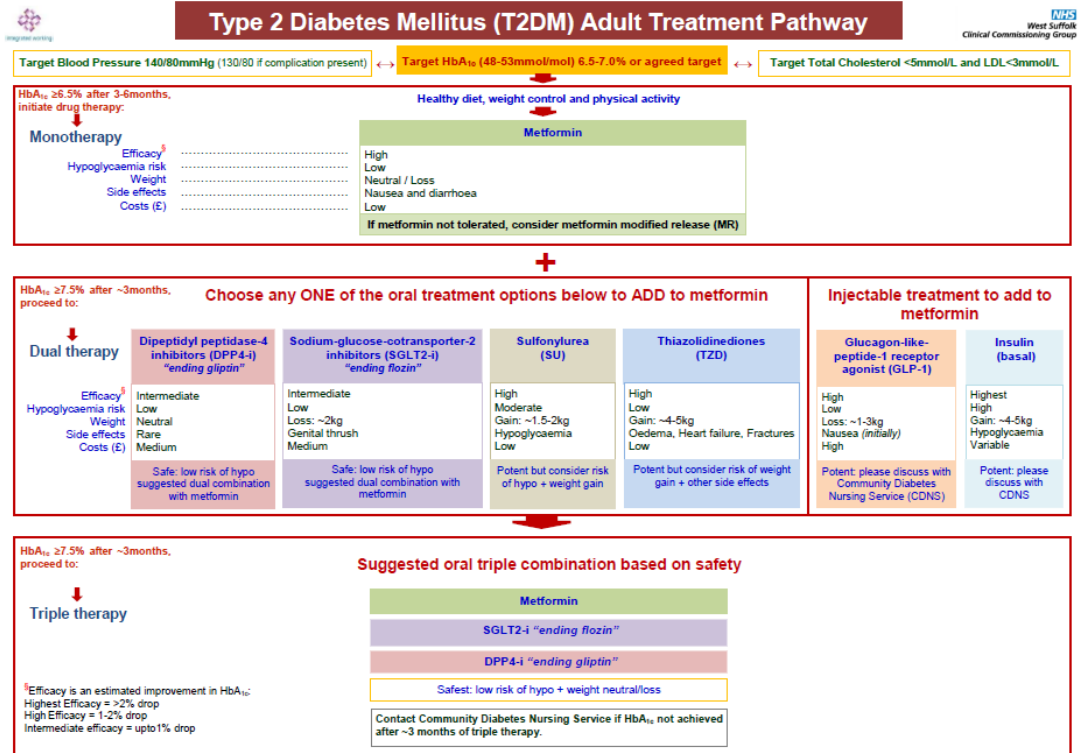 Type 2 Diabetes Mellitus (T2DM) Adult Treatment Pathway
integrated working
NHS
West Suffolk
Clinical Commissioning Group
Target Blood Pressure 140/80mmHg (130/80 if complication present)
Target HbA1c (48-53mmol/mol) 6.5-7.0% or agreed target
Target Total Cholesterol <5mmol/L and LDL<3mmol/L
HbA1c ≥6.5% after 3-6months,
initiate drug therapy:
Healthy diet, weight control and physical activity
Monotherapy
Metformin
Efficacy§ High
Hypoglycaemia risk Low
Weight Neutral / Loss
Side effects Nausea and diarrhoea
Costs (£) Low
If metformin not tolerated, consider metformin modified release (MR)
+
HbA1c ≥7.5% after ~3months,
proceed to:
Choose any ONE of the oral treatment options below to ADD to metformin
Injectable treatment to add to
metformin
Dual therapy
Efficacy§
Hypoglycaemia risk
Weight
Side effects
Costs (£)
Dipeptidyl peptidase-4
inhibitors (DPP4-i)
"ending gliptin"
Intermediate
Low
Neutral
Rare
Medium
Safe: low risk of hypo
suggested dual combination
with metformin
Sodium-glucose-cotransporter-2
inhibitors (SGLT2-i)
"ending flozin"
Intermediate
Low
Loss: ~2kg
Genital thrush
Medium
Safe: low risk of hypo
suggested dual combination with
metformin
Sulfonylurea
(SU)
High
Moderate
Gain: ~1.5-2kg
Hypoglycaemia
Low
Potent but consider risk
of hypo + weight gain
Thiazolidinediones
(TZD)
High
Low
Gain: ~4-5kg
Oedema, Heart failure, Fractures
Low
Potent but consider risk of weight
gain + other side effects
Glucagon-like-
peptide-1 receptor
agonist (GLP-1)
High
Low
Loss: ~1-3kg
Nausea (initially)
High
Potent: please discuss with
Community Diabetes
Nursing Service (CDNS)
Insulin
(basal)
Highest
High
Gain: ~4-5kg
Hypoglycaemia
Variable
Potent: please
discuss with
CDNS
HbA1c ≥7.5% after ~3months,
proceed to:
Suggested oral triple combination based on safety
Triple therapy
Metformin
SGLT2-i "ending flozin"
DPP4-i "ending gliptin"
Safest: low risk of hypo + weight neutral/loss
Contact Community Diabetes Nursing Service if HbA1c not achieved
after ~3 months of triple therapy.
§Efficacy is an estimated improvement in HbA1c:
Highest Efficacy = >2% drop
High Efficacy = 1-2% drop
Intermediate efficacy = upto1% drop